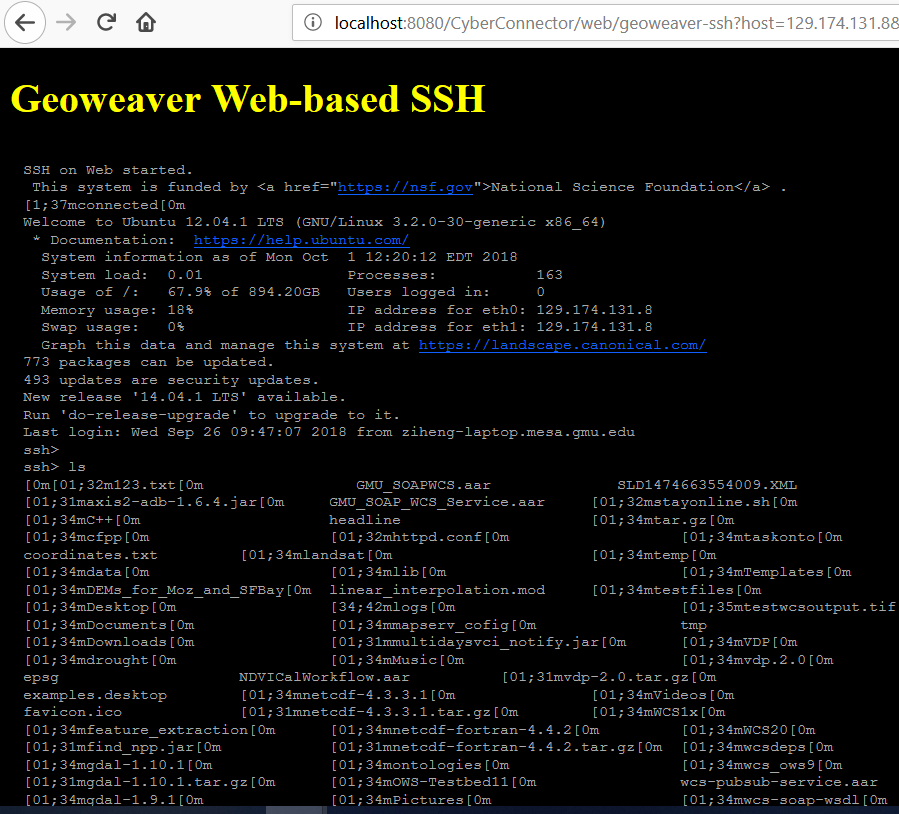 localhost:8080/CyberConnector/web/geoweaver-ssh?host=129.174.131.88
Geoweaver Web-based SSH
SSH on Web started.
This system is funded by <a href="https://nsf.gov">National Science Foundation</a> .
[1;37mconnected[0m
Welcome to Ubuntu 12.04.1 LTS (GNU/Linux 3.2.0-30-generic x86_64)
* Documentation: https://help.ubuntu.com/
System information as of Mon Oct 1 12:20:12 EDT 2018
System load: 0.01 Processes: 163
Usage of /: 67.9% of 894.20GB Users logged in: 0
Memory usage: 18% IP address for eth0: 129.174.131.8
Swap usage: 0% IP address for eth1: 129.174.131.8
Graph this data and manage this system at https://landscape.canonical.com/
773 packages can be updated.
493 updates are security updates.
New release '14.04.1 LTS' available.
Run 'do-release-upgrade' to upgrade to it.
Last login: Wed Sep 26 09:47:07 2018 from ziheng-laptop.mesa.gmu.edu
ssh>
ssh> ls
[0m[01;32m123.txt[0m GMU_SOAPWCS.aar SLD1474663554009.XML
[01;31maxis2-adb-1.6.4.jar[0m GMU_SOAP_WCS_Service.aar [01;32mstayonline.sh[0m
[01;34mC++[0m headline [01;34mtar.gz[0m
[01;34mcfpp[0m [01;32mhttpd.conf[0m [01;34mtaskonto[0m
coordinates.txt [01;34mlandsat[0m [01;34mtemp[0m
[01;34mdata[0m [01;34mlib[0m [01;34mTemplates[0m
[01;34mDEMs_for_Moz_and_SFBay[0m linear_interpolation.mod [01;34mtestfiles[0m
[01;34mDesktop[0m [34;42mlogs[0m [01;35mtestwcsoutput.tif
[01;34mDocuments[0m [01;34mmapserv_cofig[0m tmp
[01;34mDownloads[0m [01;31mmultidaysvci_notify.jar[0m [01;34mVDP[0m
[01;34mdrought[0m [01;34mMusic[0m [01;34mvdp.2.0[0m
epsg NDVICalWorkflow.aar [01;31mvdp-2.0.tar.gz[0m
examples.desktop [01;34mnetcdf-4.3.3.1[0m [01;34mVideos[0m
favicon.ico [01;31mnetcdf-4.3.3.1.tar.gz[0m [01;34mWCS1x[0m
[01;34mfeature_extraction[0m [01;34mnetcdf-fortran-4.4.2[0m [01;34mWCS20[0m
[01;31mfind_npp.jar[0m [01;31mnetcdf-fortran-4.4.2.tar.gz[0m [01;34mwcsdeps[0m
[01;34mgdal-1.10.1[0m [01;34montologies[0m [01;34mwcs_ows9[0m
[01;31mgdal-1.10.1.tar.gz[0m [01;34mOWS-Testbed11[0m wcs-pubsub-service.aar
[01;34mgdal-1.9.1[0m [01;34mPictures[0m [01;34mwcs-soap-wsdl[0m